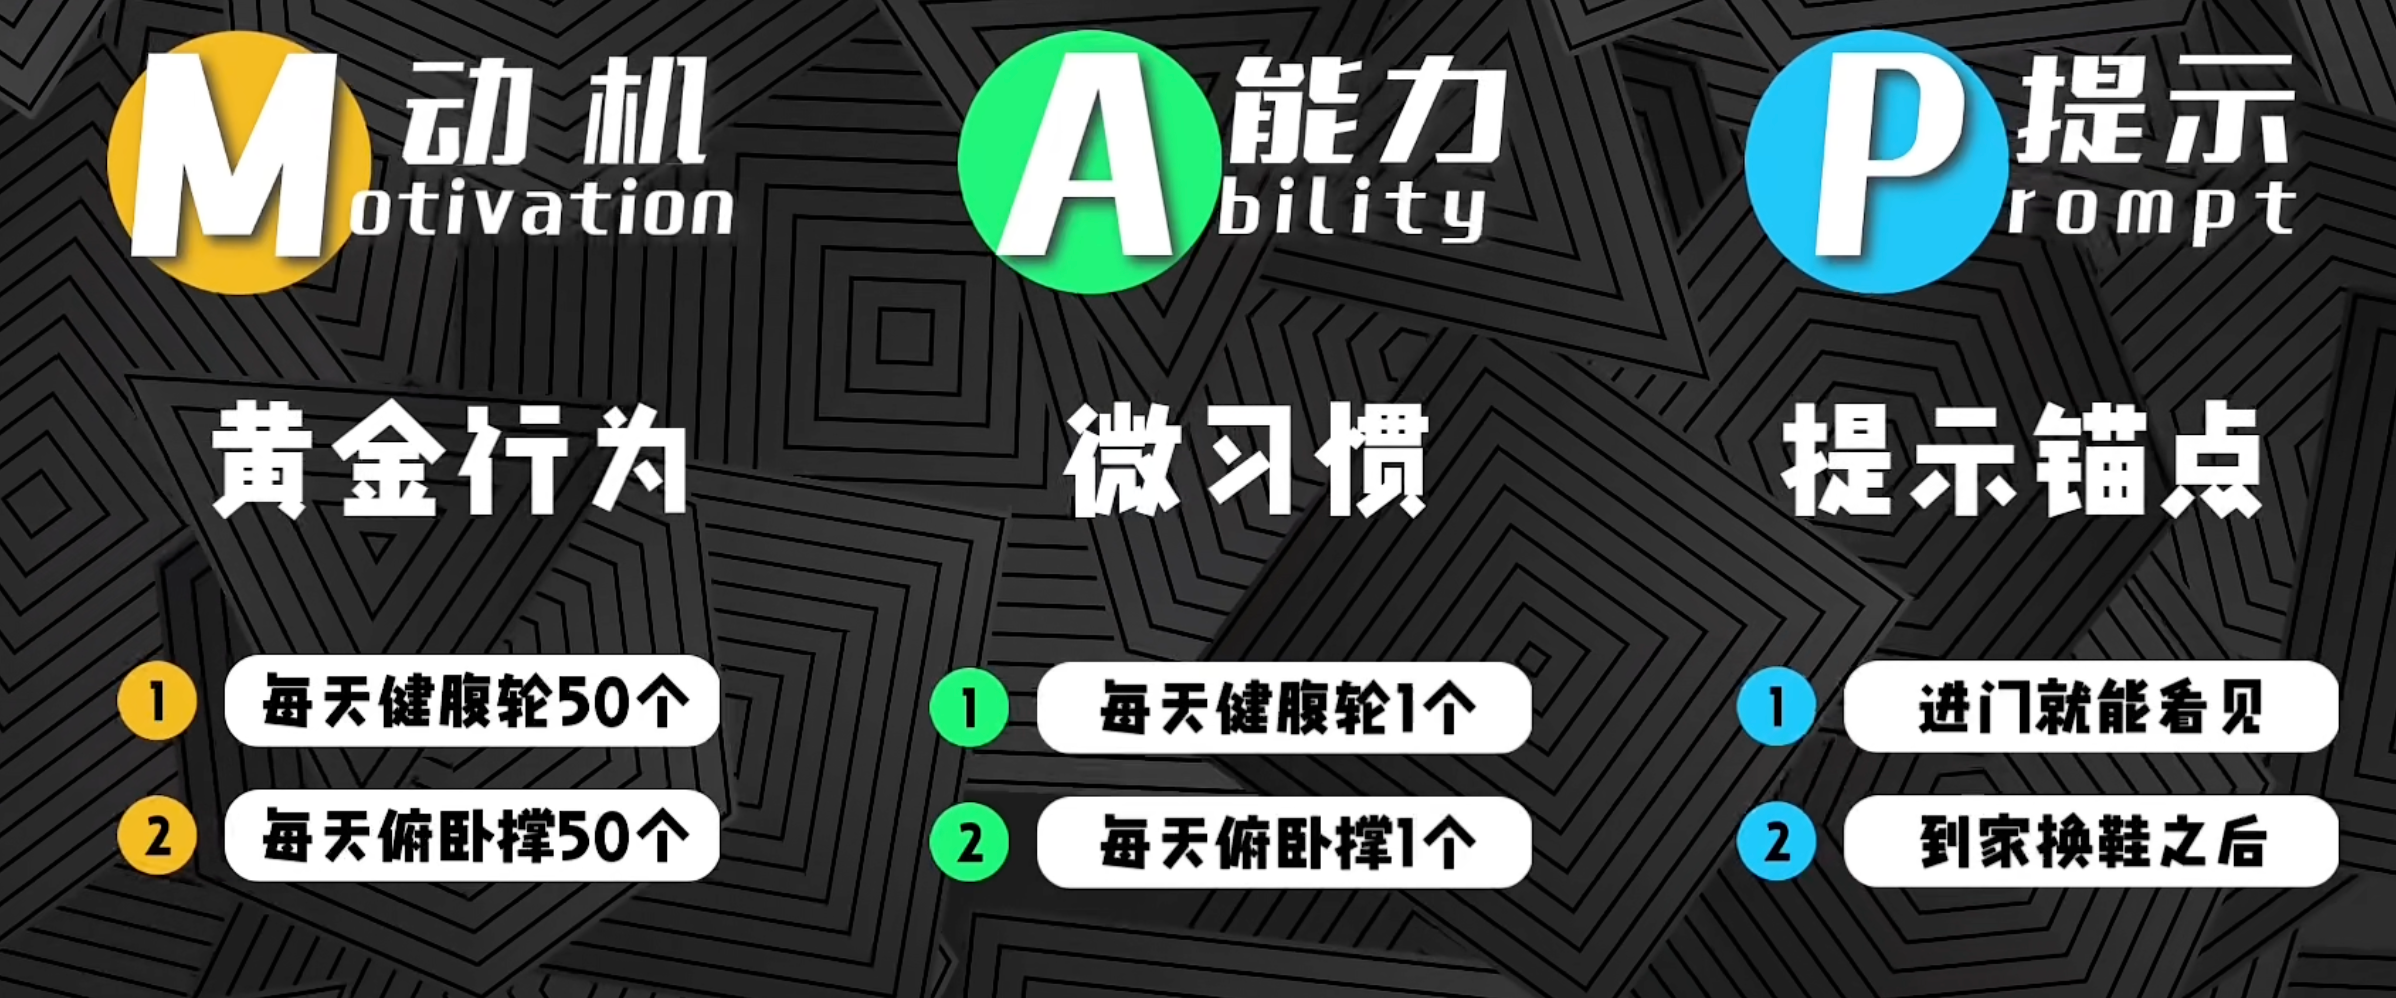 M 动机
otivation
A 能力
bility
P 提示
rompt
黄金行为
微习惯
提示锚点
1 每天健腹轮50个
2 每天俯卧撑50个
1 每天健腹轮1个
2 每天俯卧撑1个
1 进门就能看见
2 到家换鞋之后